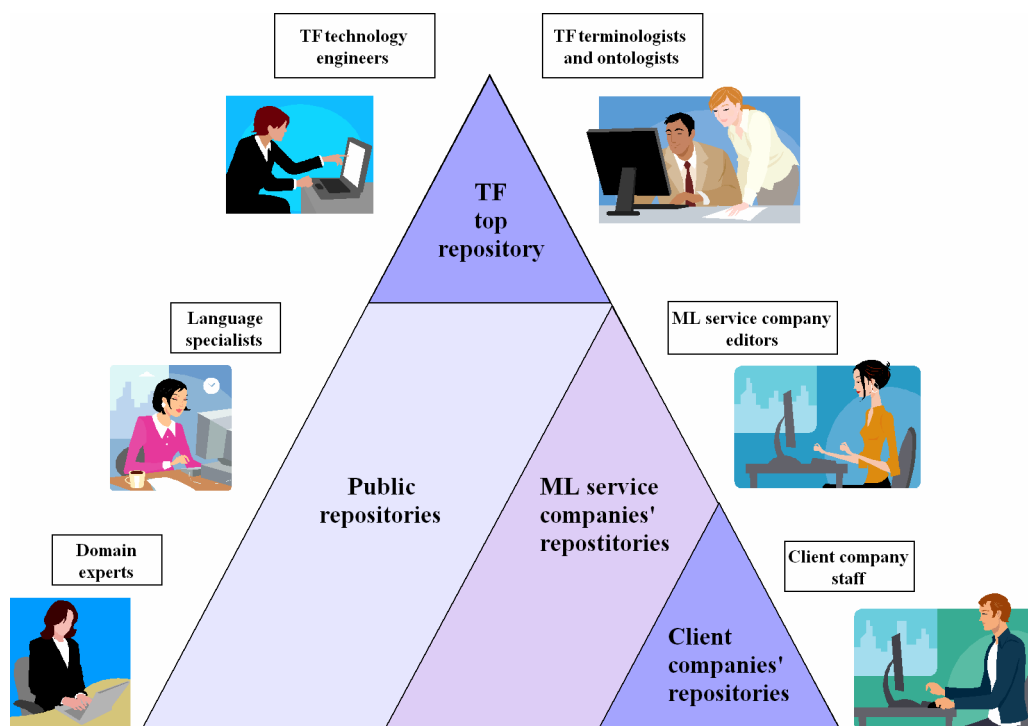 TF technology
engineers
TF terminologists
and ontologists
TF
top
repository
Language
specialists
ML service company
editors
Public
repositories
ML service
companies'
repostitories
Domain
experts
Client company
staff
Client
companies'
repositories